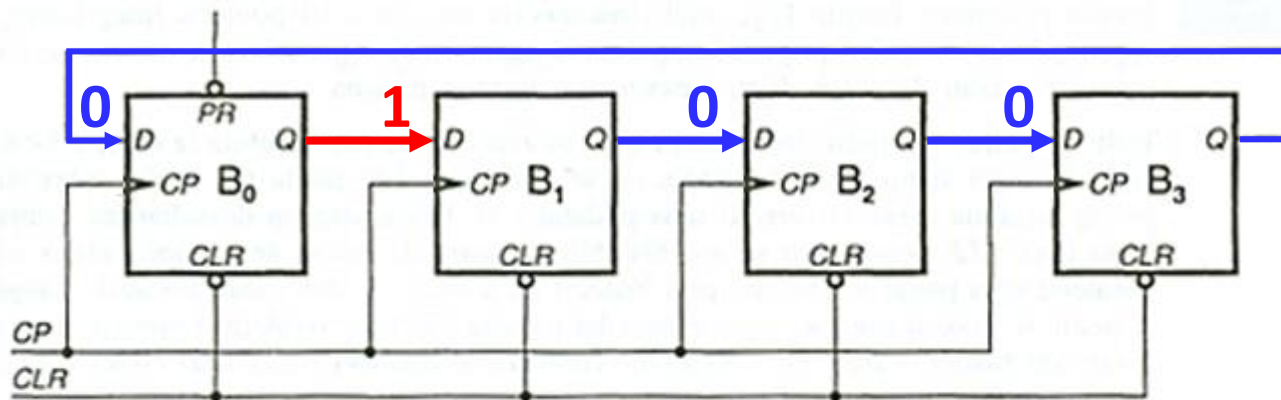 0 1 0 0
PR
D Q D Q D Q D Q
CP B0 CP B1 CP B2 CP B3
CLR CLR CLR CLR
CP
CLR